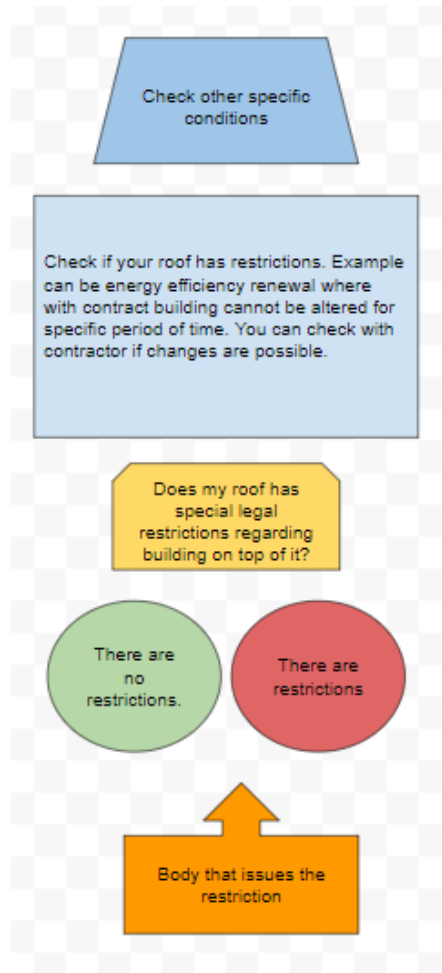 Check other specific
conditions
Check if your roof has restrictions. Example
can be energy efficiency renewal where
with contract building cannot be altered for
specific period of time. You can check with
contractor if changes are possible.
Does my roof has
special legal
restrictions regarding
building on top of it?
There are
no
restrictions.
There are
restrictions
Body that issues the
restriction